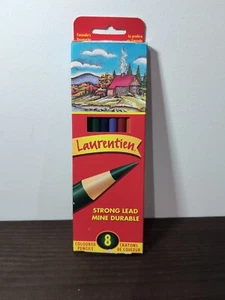 Laurentien
STRONG LEAD
MINE DURABLE
COLOURED
PENCILS
8
CRAYONS
DE COULEUR